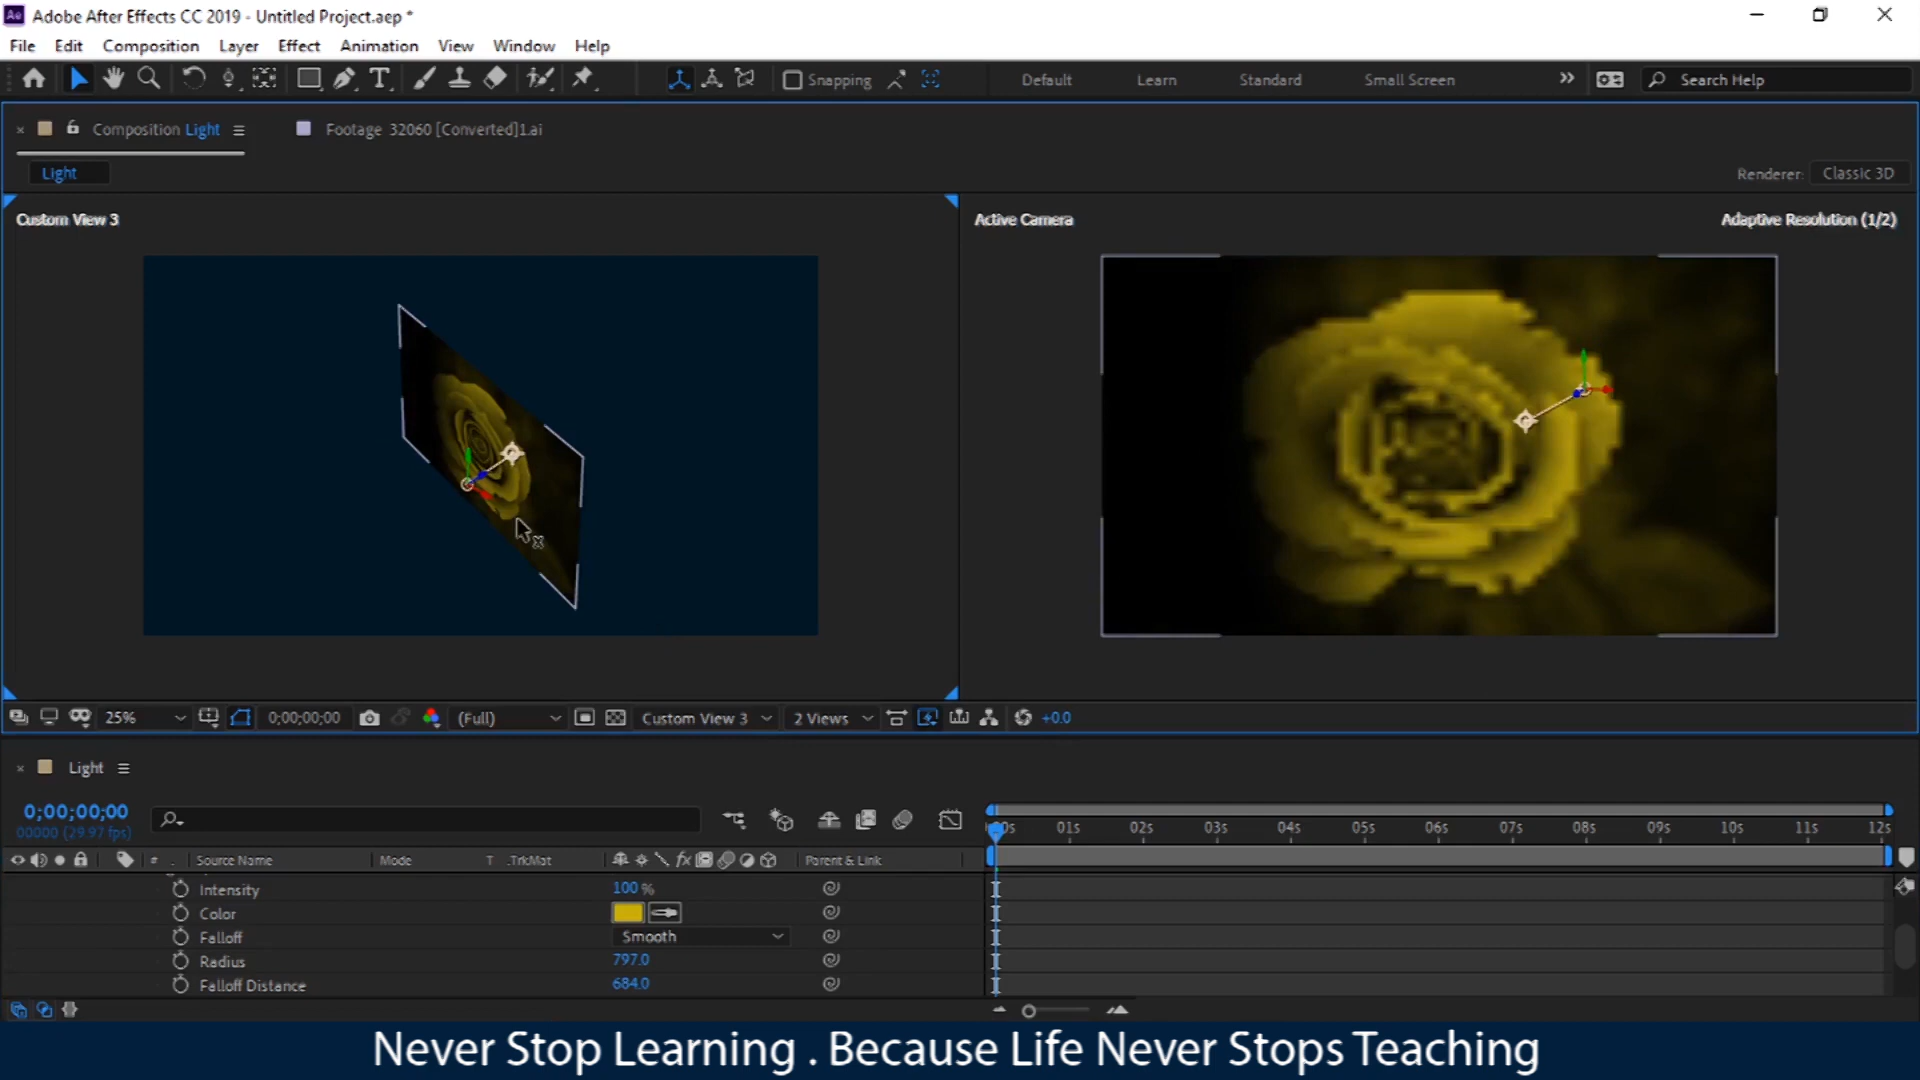 Adobe After Effects CC 2019 - Untitled Project.aep *
File Edit Composition Layer Effect Animation View Window Help
Snapping Default Learn Standard Small Screen Search Help
Composition Light Footage 32060 [Converted]1.ai
Light Renderer: Classic 3D
Custom View 3 Active Camera Adaptive Resolution (1/2)
25% 0;00;00;00 (Full) Custom View 3 2 Views +0.0
Light
0;00;00;00
00000 (29.97 fps)
00s 01s 02s 03s 04s 05s 06s 07s 08s 09s 10s 11s 12s
# Source Name Mode T .TrkMat Parent & Link
Intensity 100 %
Color
Falloff Smooth
Radius 797.0
Falloff Distance 684.0
Never Stop Learning . Because Life Never Stops Teaching